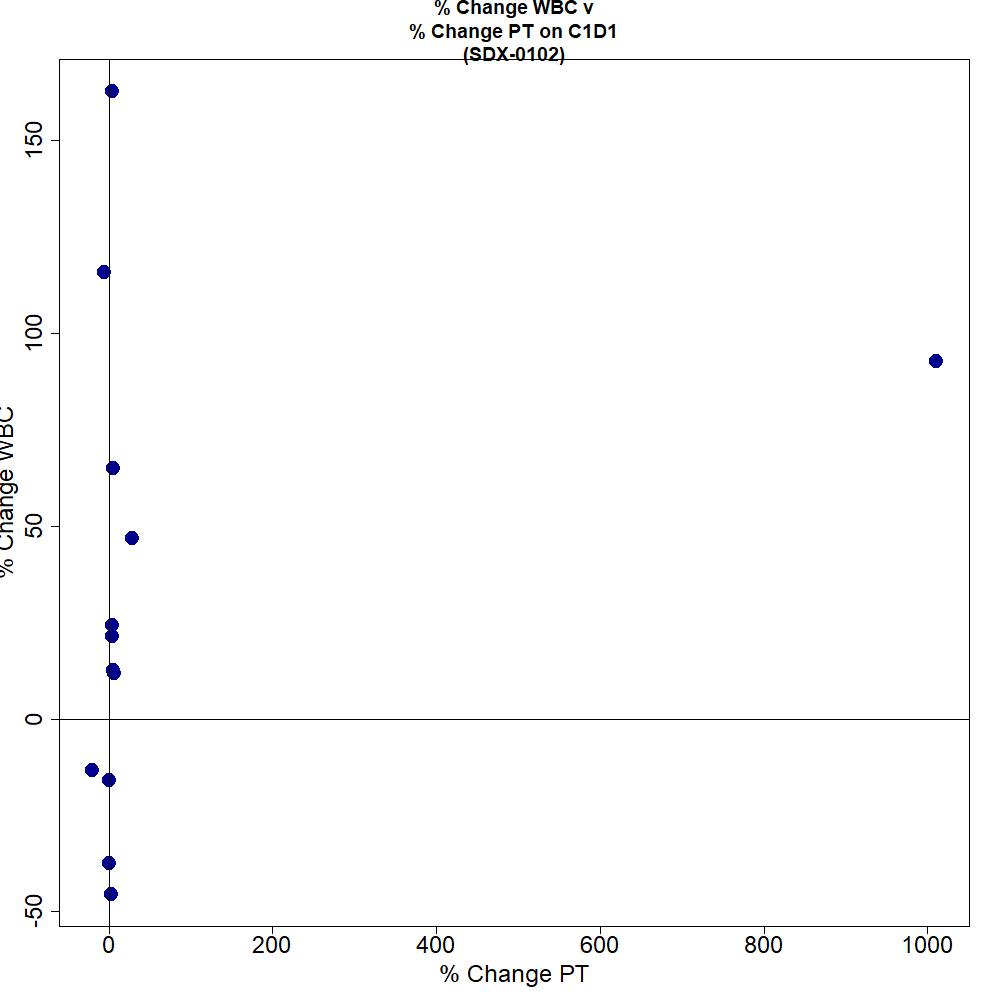 % Change WBC v
% Change PT on C1D1
(SDX-0102)
% Change WBC
150
100
50
0
-50
0 200 400 600 800 1000
% Change PT